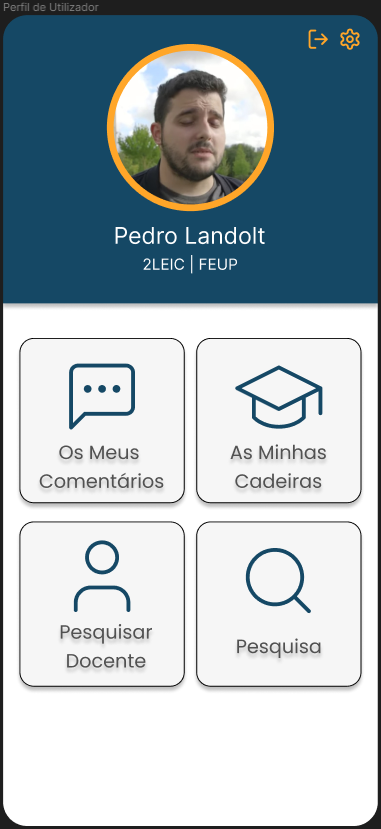 Perfil de Utilizador
Pedro Landolt
2LEIC | FEUP
Os Meus
Comentários
As Minhas
Cadeiras
Pesquisar
Docente
Pesquisa